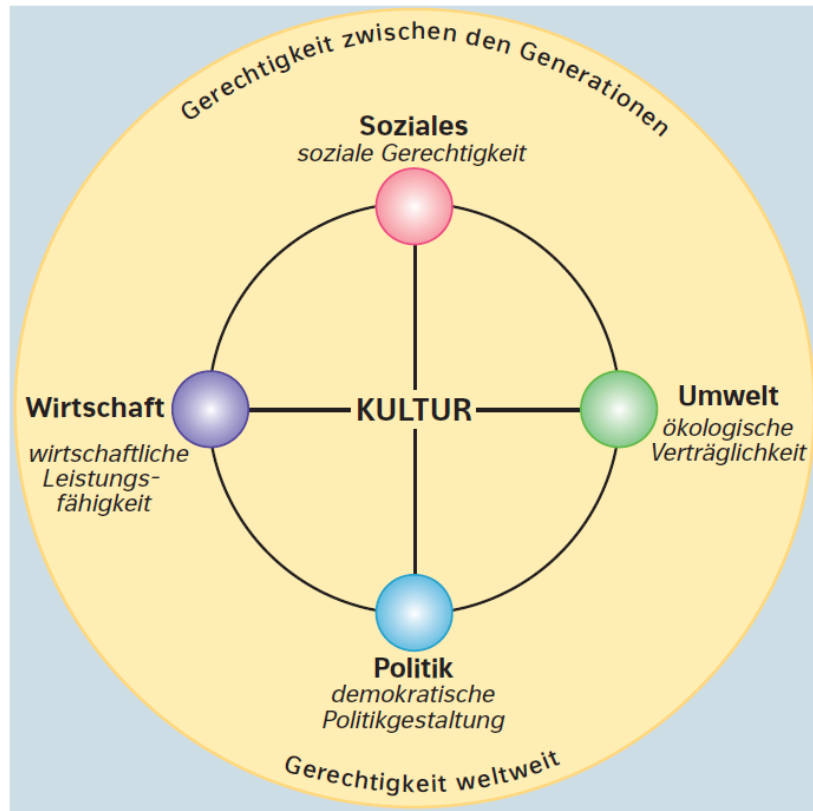 Gerechtigkeit zwischen den Generationen
Soziales
soziale Gerechtigkeit
Wirtschaft
wirtschaftliche
Leistungs-
fähigkeit
KULTUR
Umwelt
ökologische
Verträglichkeit
Politik
demokratische
Politikgestaltung
Gerechtigkeit weltweit